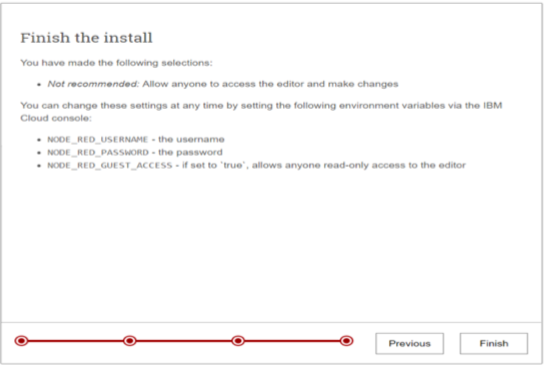 Finish the install
You have made the following selections:
• Not recommended: Allow anyone to access the editor and make changes
You can change these settings at any time by setting the following environment variables via the IBM
Cloud console:
• NODE_RED_USERNAME - the username
• NODE_RED_PASSWORD - the password
• NODE_RED_GUEST_ACCESS - if set to `true`, allows anyone read-only access to the editor
Previous Finish